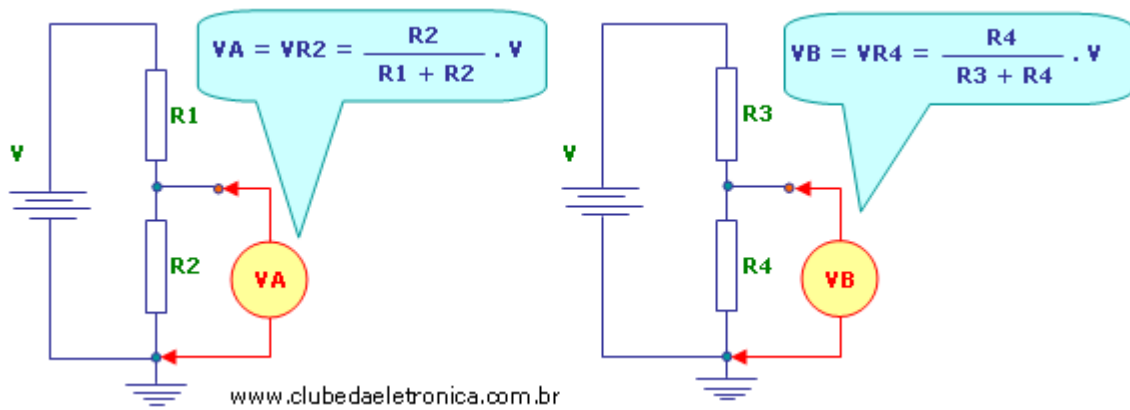 VA = VR2 = R2 / R1 + R2 . V
R1
V
R2
VA
VB = VR4 = R4 / R3 + R4 . V
R3
V
R4
VB
www.clubedaeletronica.com.br